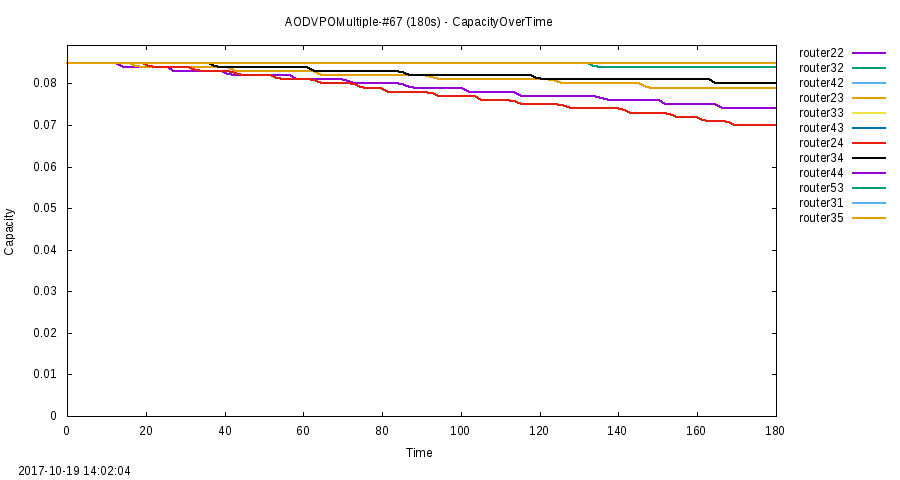 AODVPOMultiple-#67 (180s) - CapacityOverTime
router22
router32
router42
router23
router33
router43
router24
router34
router44
router53
router31
router35
0.08
0.07
0.06
0.05
0.04
0.03
0.02
0.01
0
Capacity
0 20 40 60 80 100 120 140 160 180
Time
2017-10-19 14:02:04